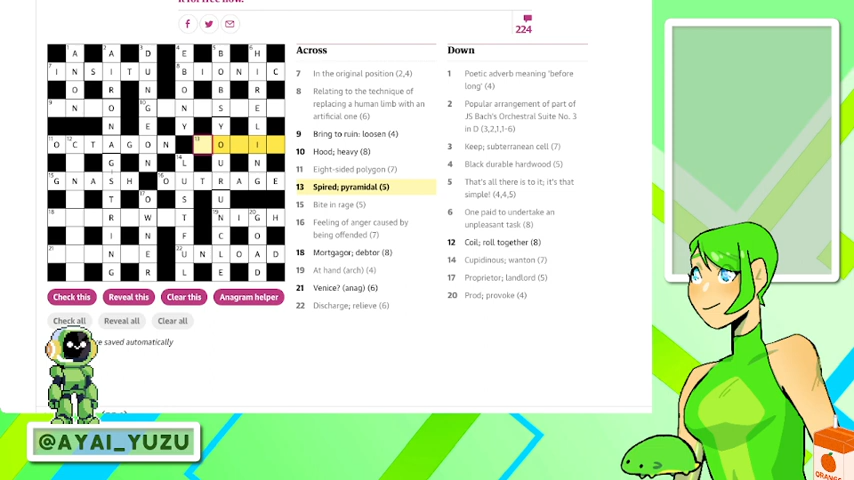 224
Across
7 In the original position (2,4)
8 Relating to the technique of
replacing a human limb with an
artificial one (6)
9 Bring to ruin: loosen (4)
10 Hood; heavy (8)
11 Eight-sided polygon (7)
13 Spired; pyramidal (5)
15 Bite in rage (5)
16 Feeling of anger caused by
being offended (7)
18 Mortgagor; debtor (8)
19 At hand (arch) (4)
21 Venice? (anag) (6)
22 Discharge; relieve (6)
Down
1 Poetic adverb meaning 'before
long' (4)
2 Popular arrangement of part of
JS Bach's Orchestral Suite No. 3
in D (3,2,1,1-6)
3 Keep; subterranean cell (7)
4 Black durable hardwood (5)
5 That's all there is to it; it's that
simple! (4,4,5)
6 One paid to undertake an
unpleasant task (8)
12 Coil; roll together (8)
14 Cupidinous; wanton (7)
17 Proprietor; landlord (5)
20 Prod; provoke (4)
Check this
Reveal this
Clear this
Anagram helper
Check all
Reveal all
Clear all
re saved automatically
@AYAI_YUZU
ORANGE